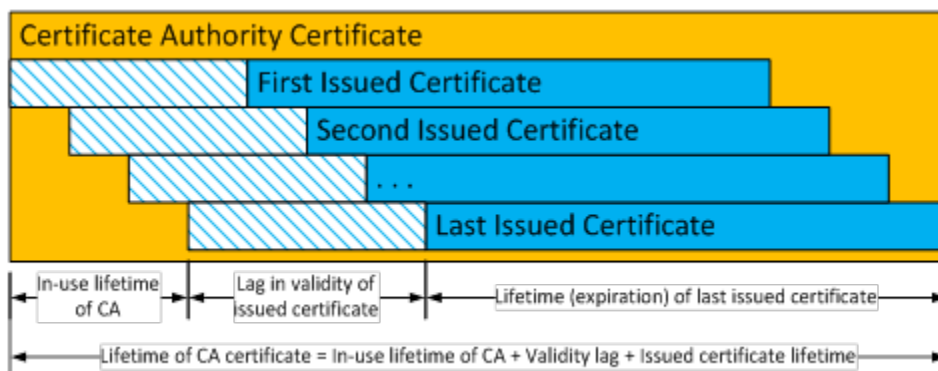 Certificate Authority Certificate
First Issued Certificate
Second Issued Certificate
. . .
Last Issued Certificate
In-use lifetime
of CA
Lag in validity of
issued certificate
Lifetime (expiration) of last issued certificate
Lifetime of CA certificate = In-use lifetime of CA + Validity lag + Issued certificate lifetime